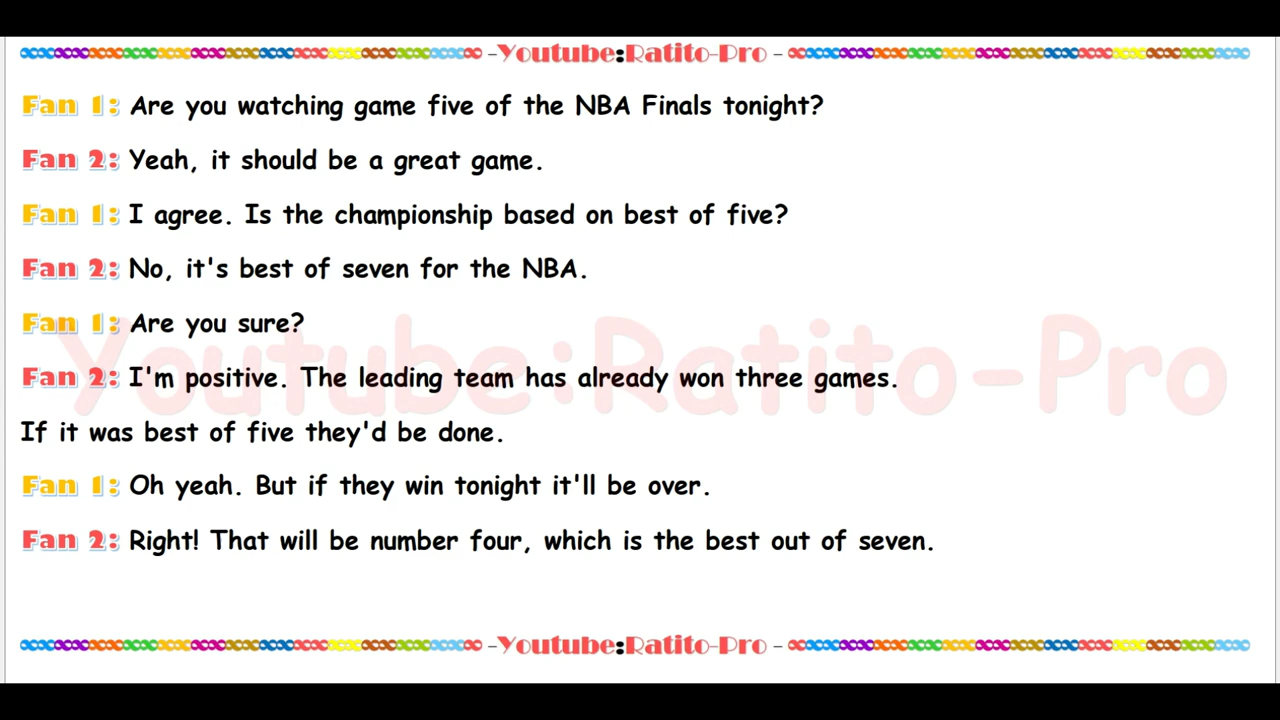 -Youtube:Ratito-Pro -
Fan 1: Are you watching game five of the NBA Finals tonight?
Fan 2: Yeah, it should be a great game.
Fan 1: I agree. Is the championship based on best of five?
Fan 2: No, it's best of seven for the NBA.
Fan 1: Are you sure?
Youtube:Ratito-Pro
Fan 2: I'm positive. The leading team has already won three games.
If it was best of five they'd be done.
Fan 1: Oh yeah. But if they win tonight it'll be over.
Fan 2: Right! That will be number four, which is the best out of seven.
-Youtube:Ratito-Pro -